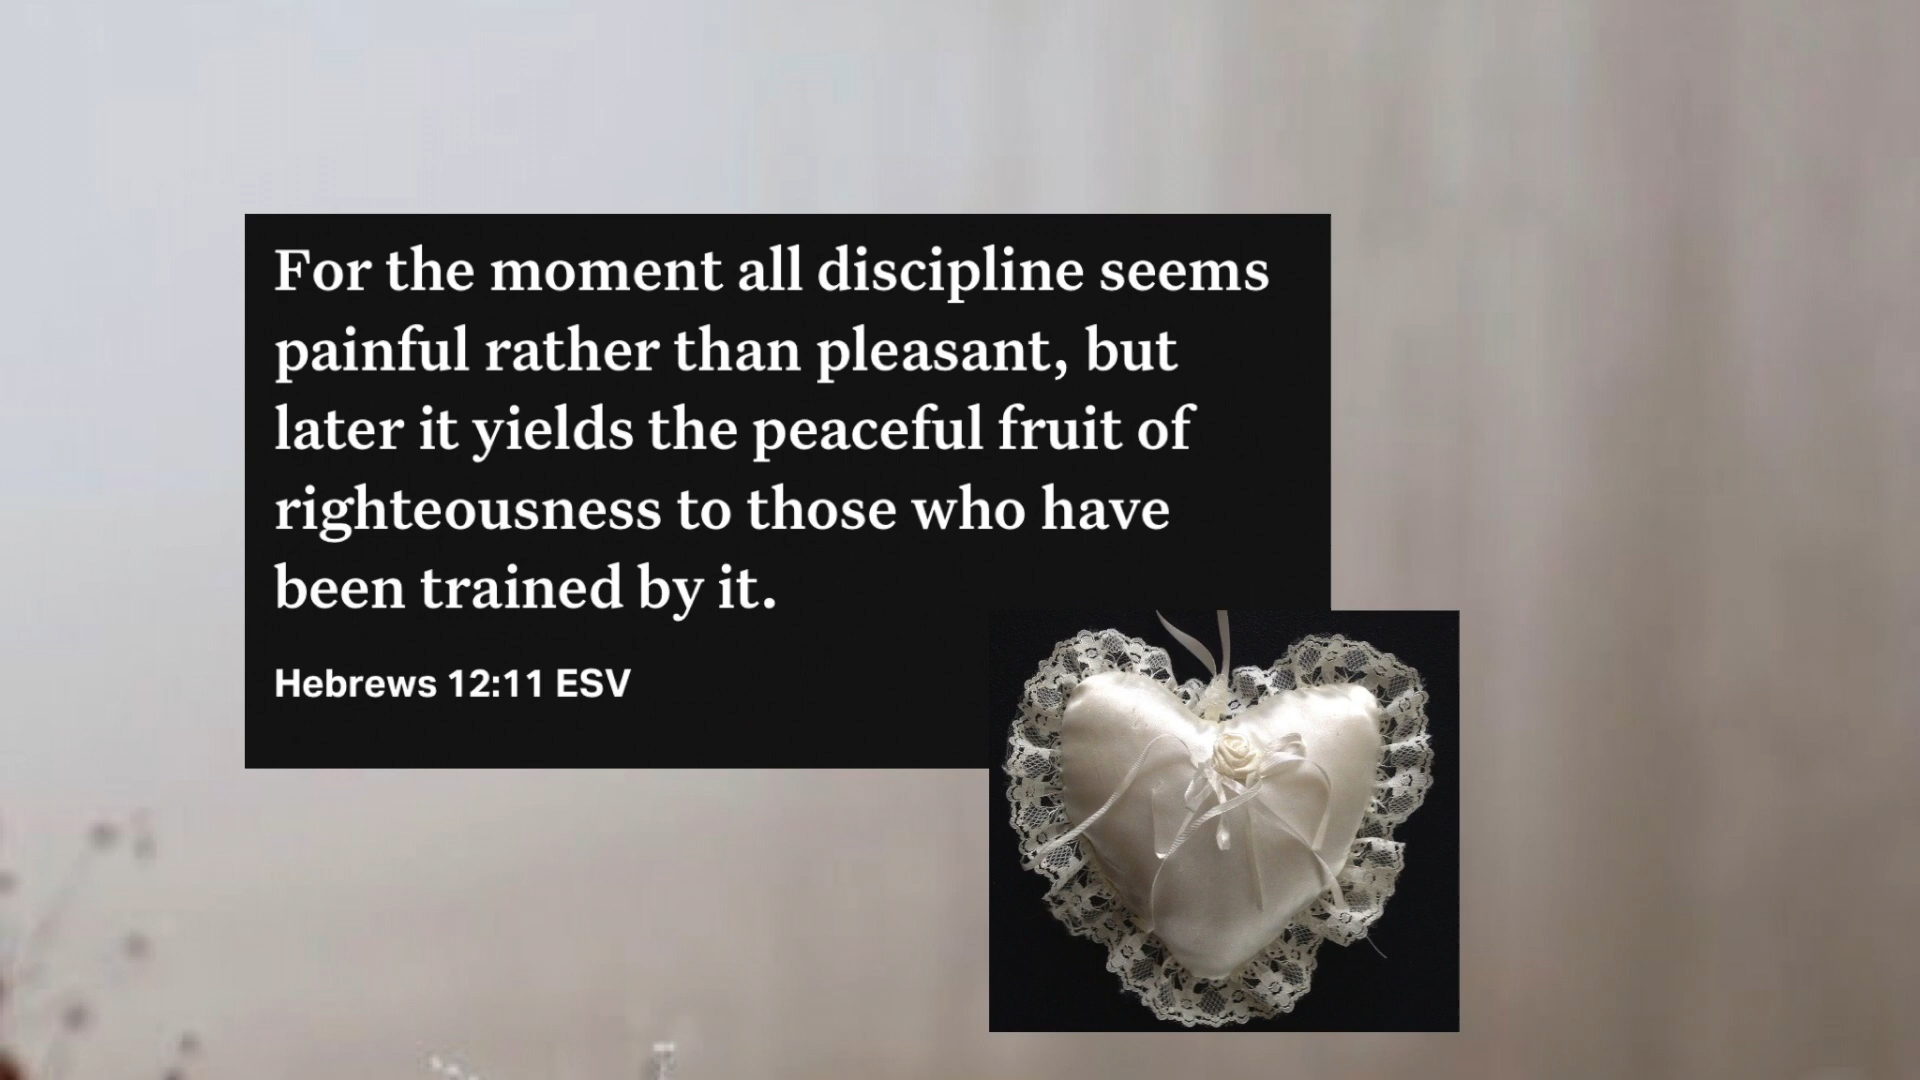 For the moment all discipline seems
painful rather than pleasant, but
later it yields the peaceful fruit of
righteousness to those who have
been trained by it.
Hebrews 12:11 ESV